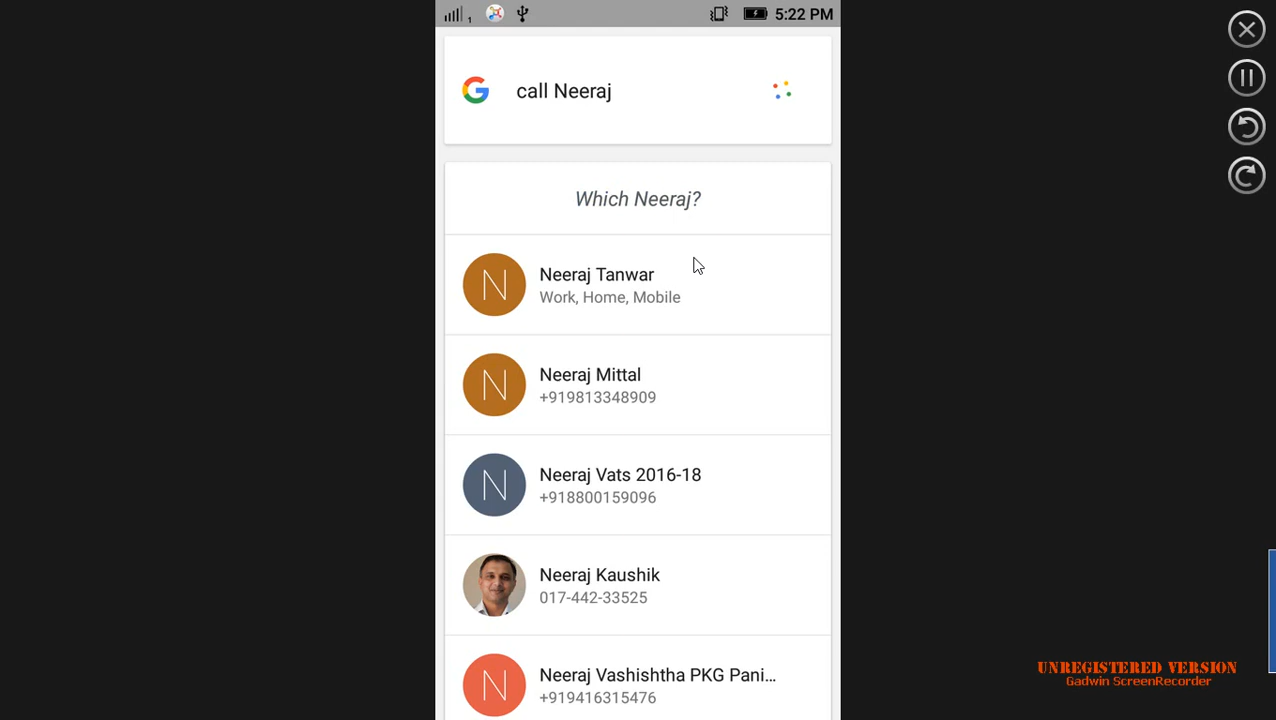 1
5:22 PM
G
call Neeraj
Which Neeraj?
N
Neeraj Tanwar
Work, Home, Mobile
N
Neeraj Mittal
+919813348909
N
Neeraj Vats 2016-18
+918800159096
Neeraj Kaushik
017-442-33525
N
Neeraj Vashishtha PKG Pani...
+919416315476
UNREGISTERED VERSION
Gadwin ScreenRecorder